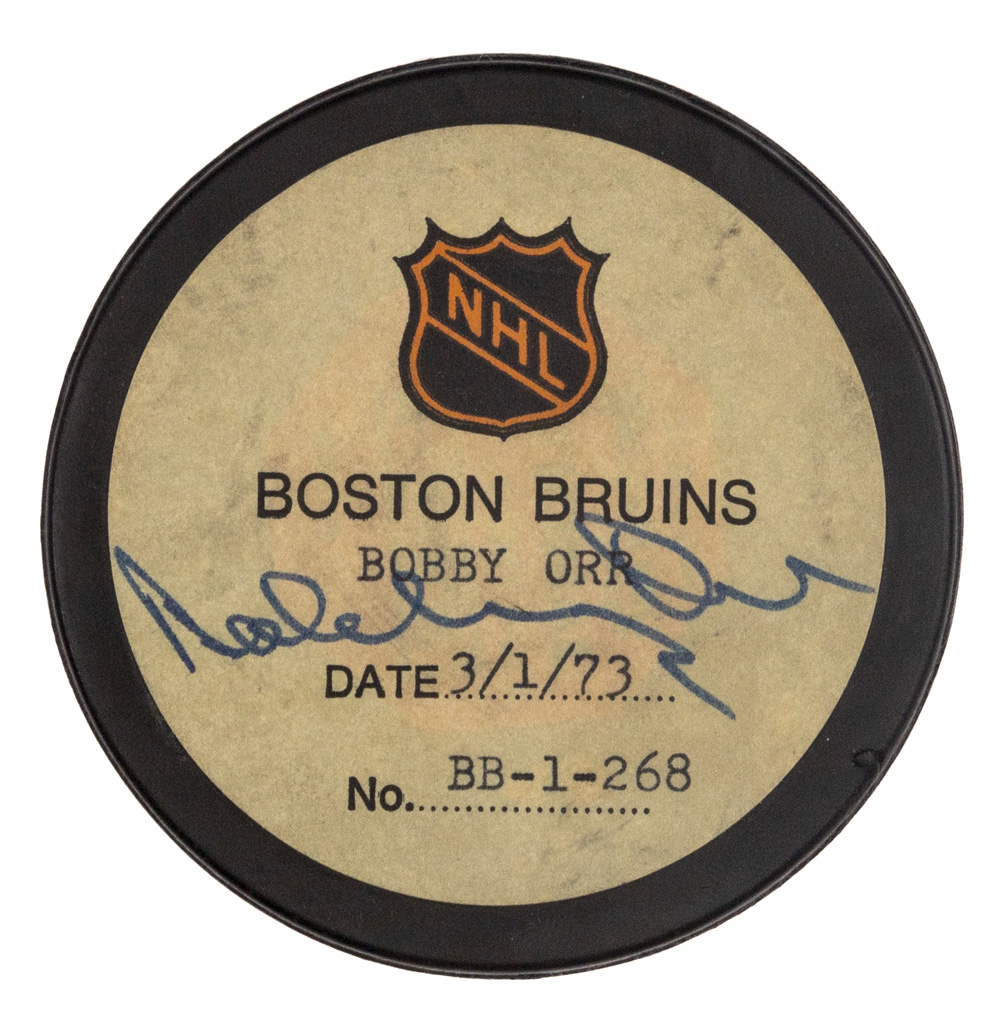 NHL
BOSTON BRUINS
BOBBY ORR
DATE 3/1/73
No. BB-1-268